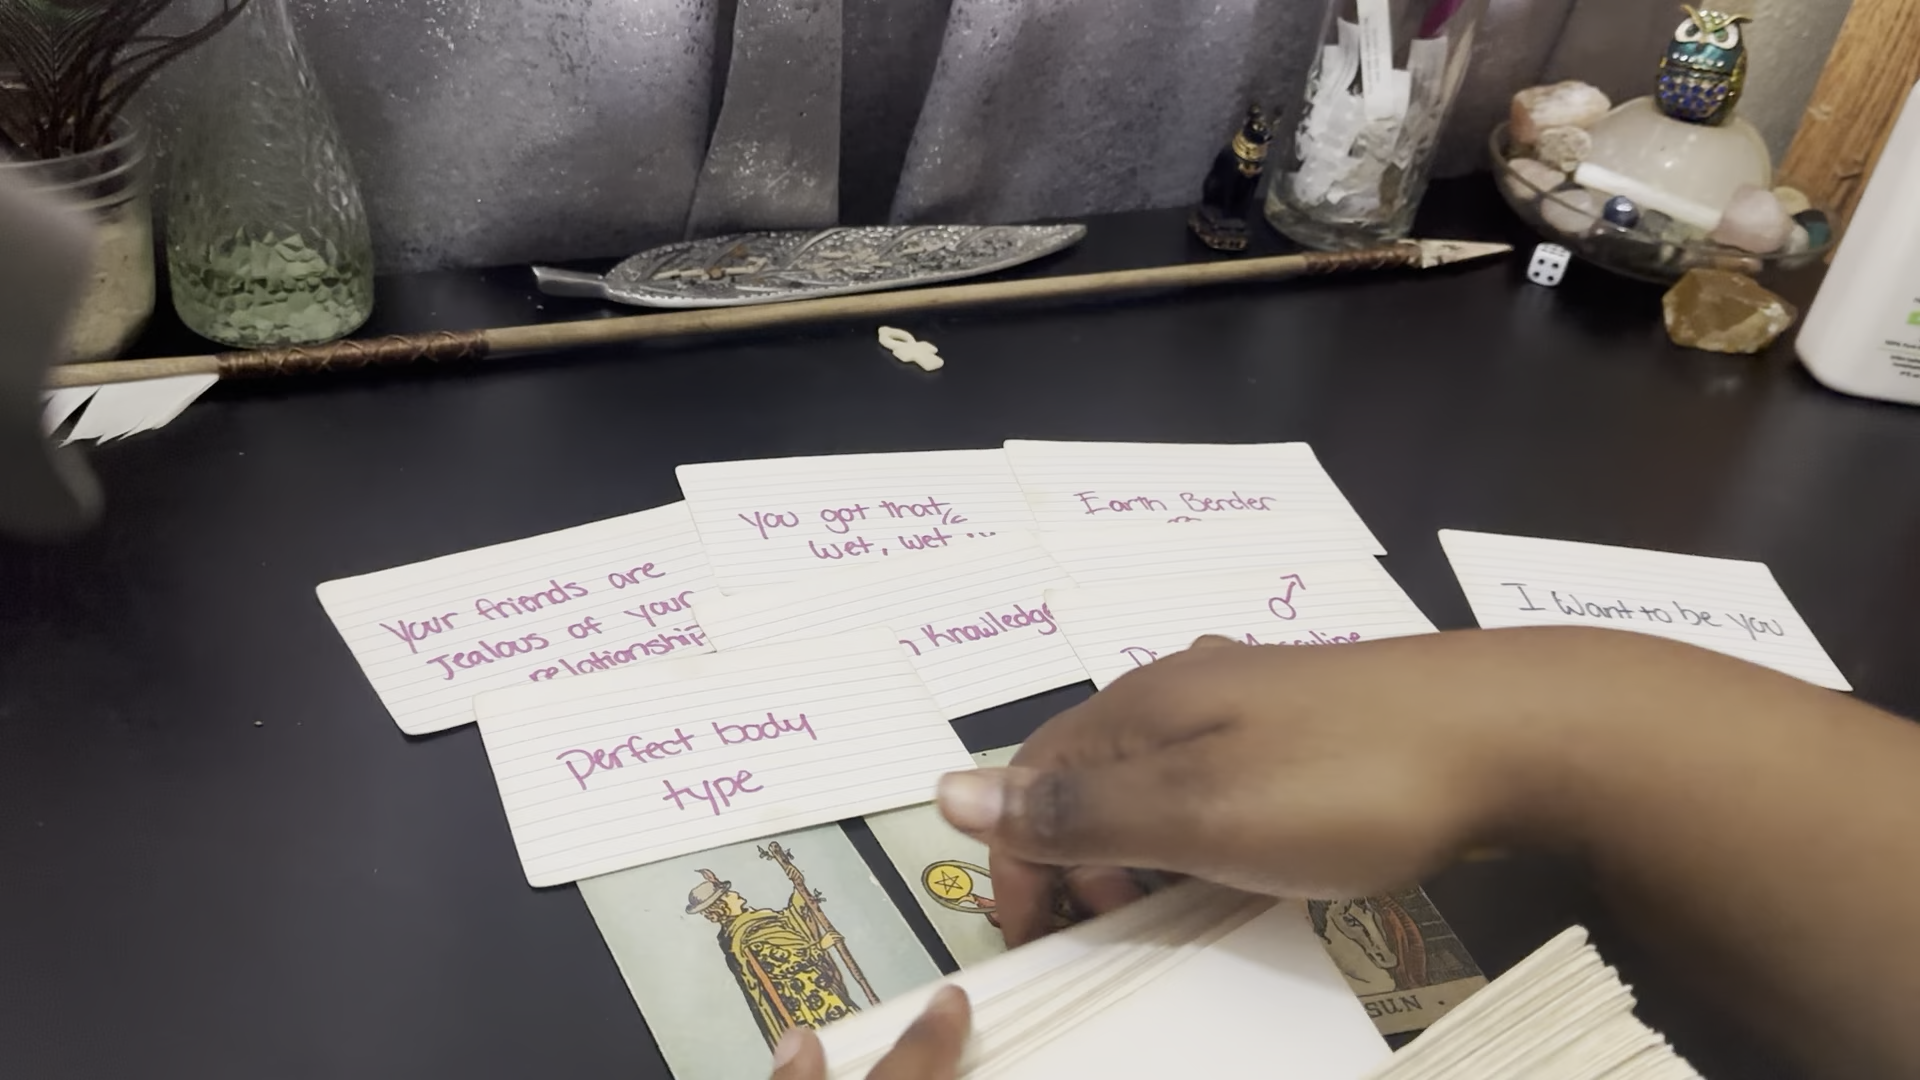 You got that
wet, wet ...
Earth Bender
Your friends are
Jealous of your
relationship
I want to be you
Knowledge
Perfect body
type
SUN.